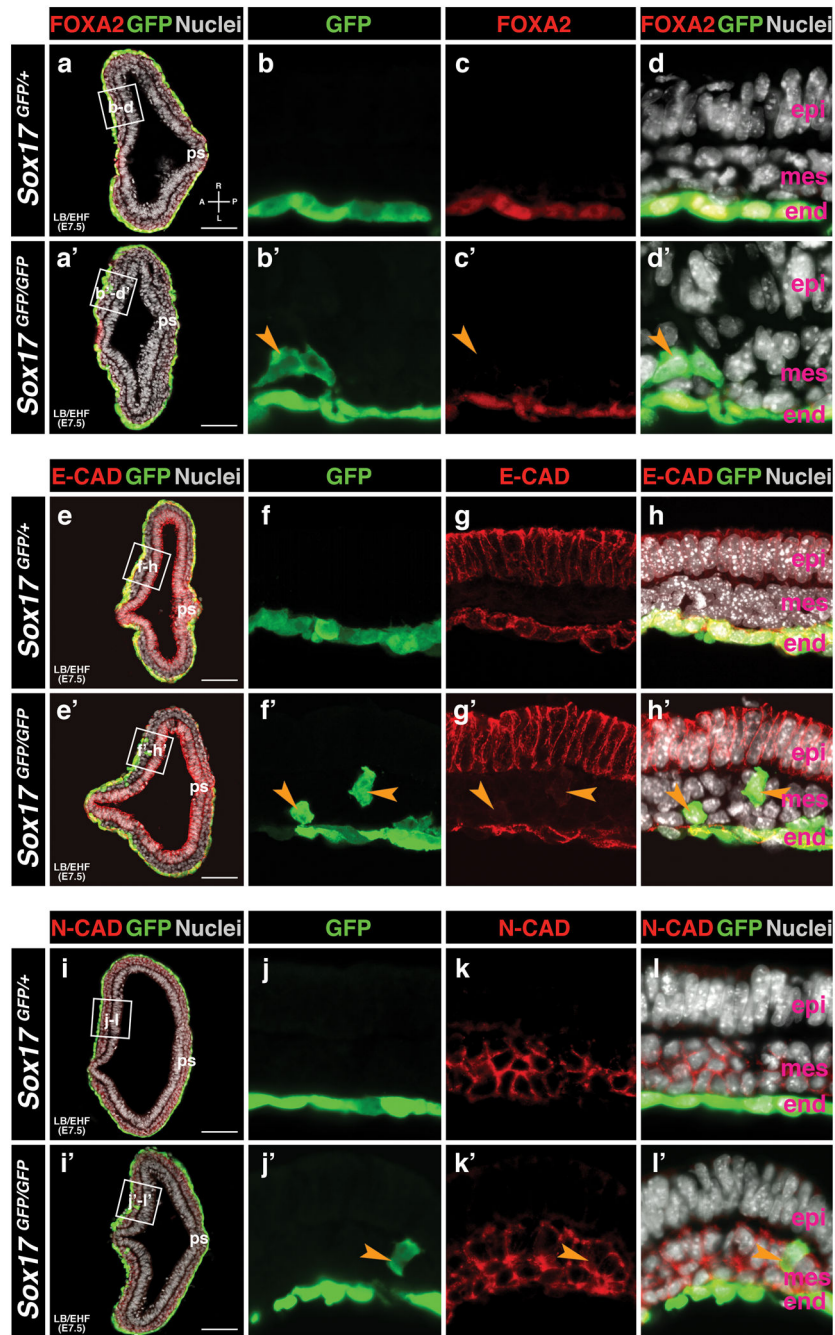 FOXA2 GFP Nuclei
GFP
FOXA2
FOXA2 GFP Nuclei
Sox17 GFP/+
a
b-d
ps
R
A P
L
LB/EHF
(E7.5)
b
c
d
epi
mes
end
Sox17 GFP/GFP
a'
b'-d'
ps
LB/EHF
(E7.5)
b'
c'
d'
epi
mes
end
E-CAD GFP Nuclei
GFP
E-CAD
E-CAD GFP Nuclei
Sox17 GFP/+
e
f-h
ps
LB/EHF
(E7.5)
f
g
h
epi
mes
end
Sox17 GFP/GFP
e'
f'-h'
ps
LB/EHF
(E7.5)
f'
g'
h'
epi
mes
end
N-CAD GFP Nuclei
GFP
N-CAD
N-CAD GFP Nuclei
Sox17 GFP/+
i
j-l
ps
LB/EHF
(E7.5)
j
k
l
epi
mes
end
Sox17 GFP/GFP
i'
j'-l'
ps
LB/EHF
(E7.5)
j'
k'
l'
epi
mes
end